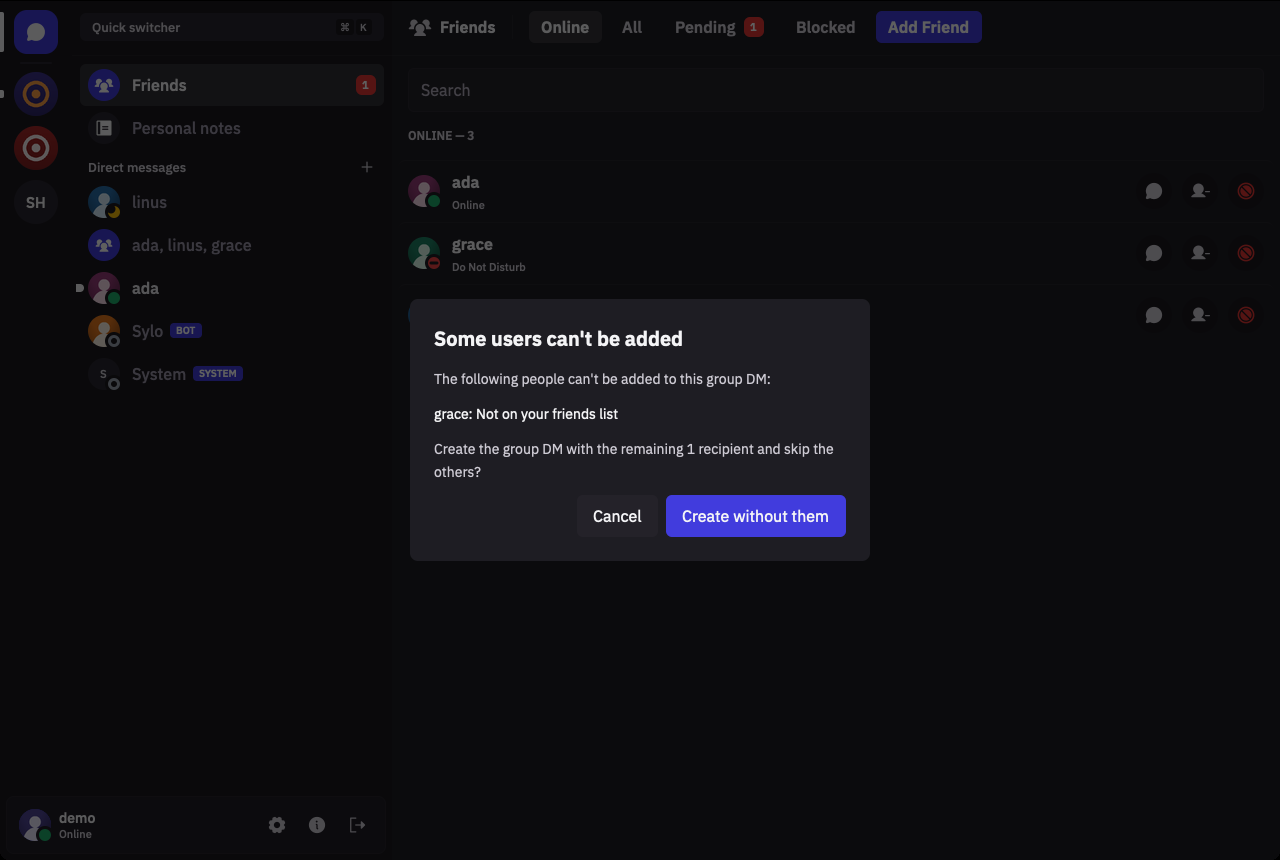 Quick switcher
⌘ K
Friends
Online
All
Pending
1
Blocked
Add Friend
SH
Friends
1
Personal notes
Direct messages
linus
ada, linus, grace
ada
Sylo
BOT
S
System
SYSTEM
Search
ONLINE — 3
ada
Online
grace
Do Not Disturb
Some users can't be added
The following people can't be added to this group DM:
grace: Not on your friends list
Create the group DM with the remaining 1 recipient and skip the
others?
Cancel
Create without them
demo
Online